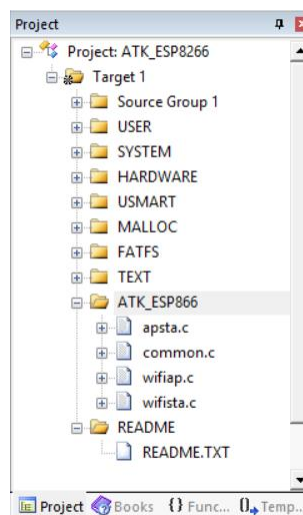 Project
Project: ATK_ESP8266
Target 1
Source Group 1
USER
SYSTEM
HARDWARE
USMART
MALLOC
FATFS
TEXT
ATK_ESP866
apsta.c
common.c
wifiap.c
wifista.c
README
README.TXT
Project Books {} Func... 0 Temp...